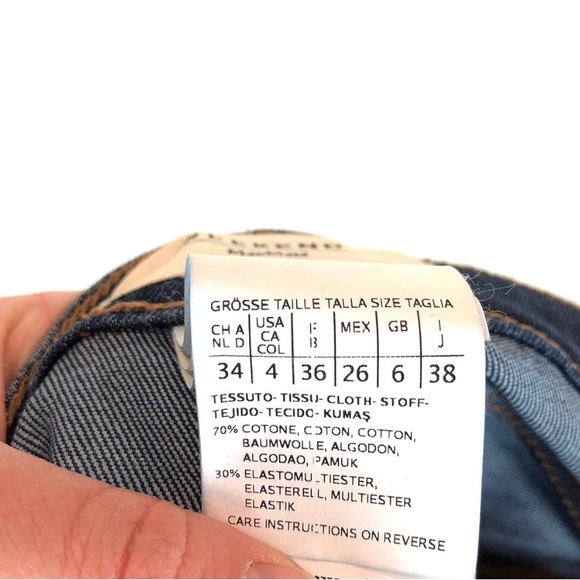 WEEKEND
MaxMara
GRÖSSE TAILLE TALLA SIZE TAGLIA
CH A NL D USA CA COL F B MEX GB I J
34 4 36 26 6 38
TESSUTO-TISSU-CLOTH-STOFF-
TEJIDO-TECIDO-KUMAŞ
70% COTONE, COTON, COTTON,
BAUMWOLLE, ALGODON,
ALGODAO, PAMUK
30% ELASTOMULTIESTER,
ELASTERELL, MULTIESTER
ELASTIK
CARE INSTRUCTIONS ON REVERSE